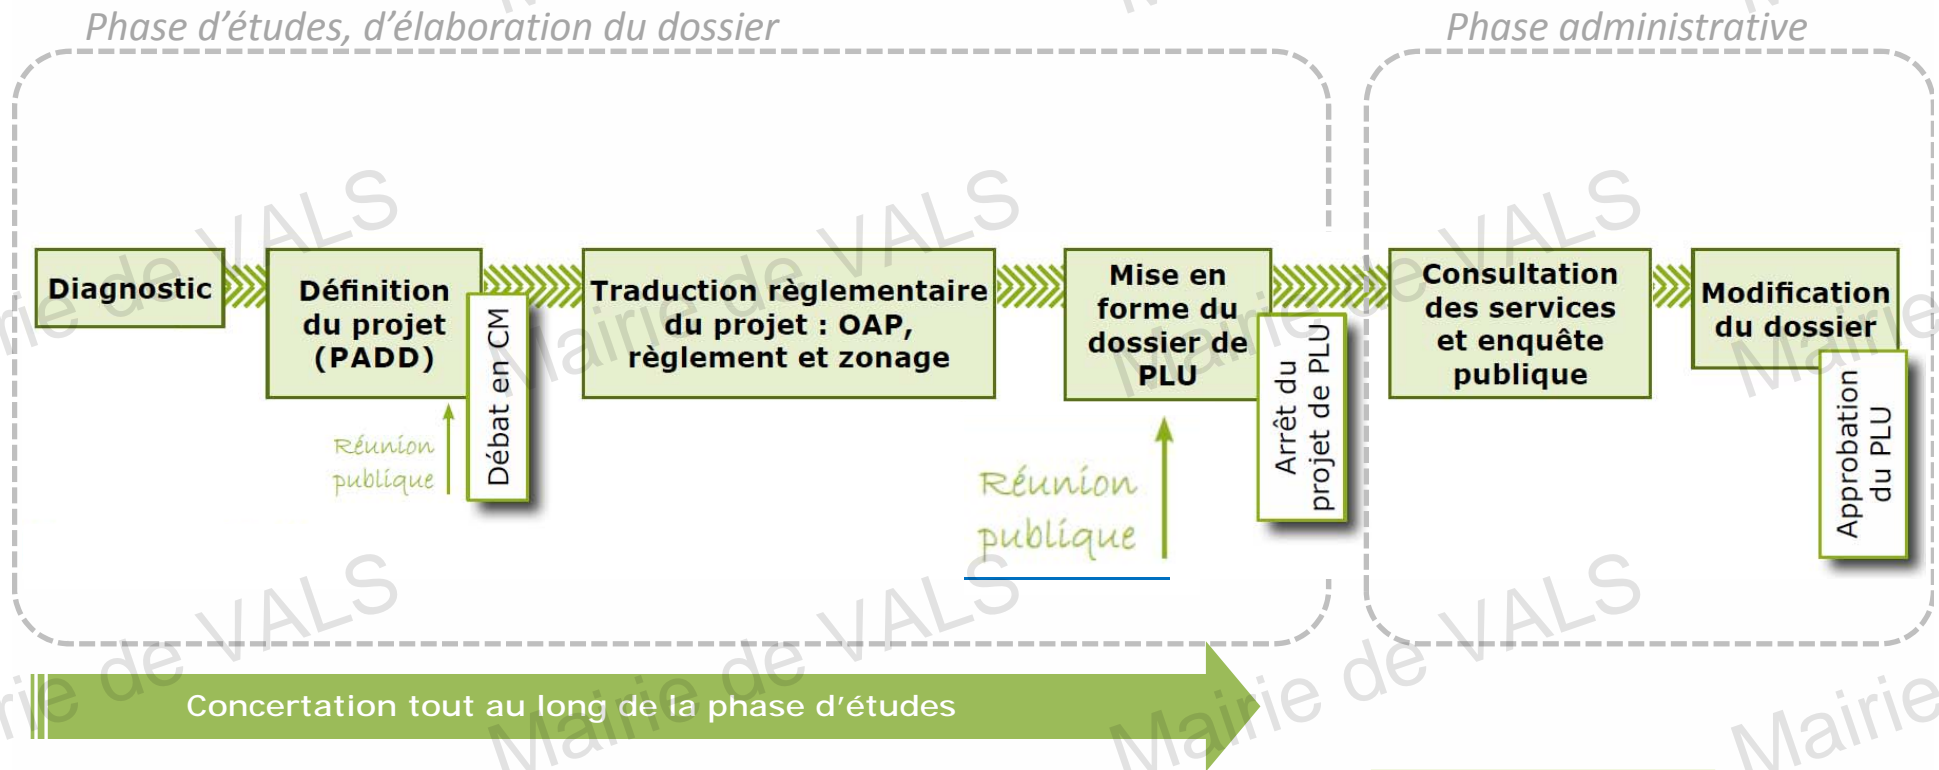 Phase d’études, d’élaboration du dossier
Phase administrative
Diagnostic
Définition
du projet
(PADD)
Débat en CM
Réunion
publique
Traduction règlementaire
du projet : OAP,
règlement et zonage
Mise en
forme du
dossier de
PLU
Réunion
publique
Arrêt du
projet de PLU
Consultation
des services
et enquête
publique
Modification
du dossier
Approbation
du PLU
Concertation tout au long de la phase d’études
Mairie de VALS